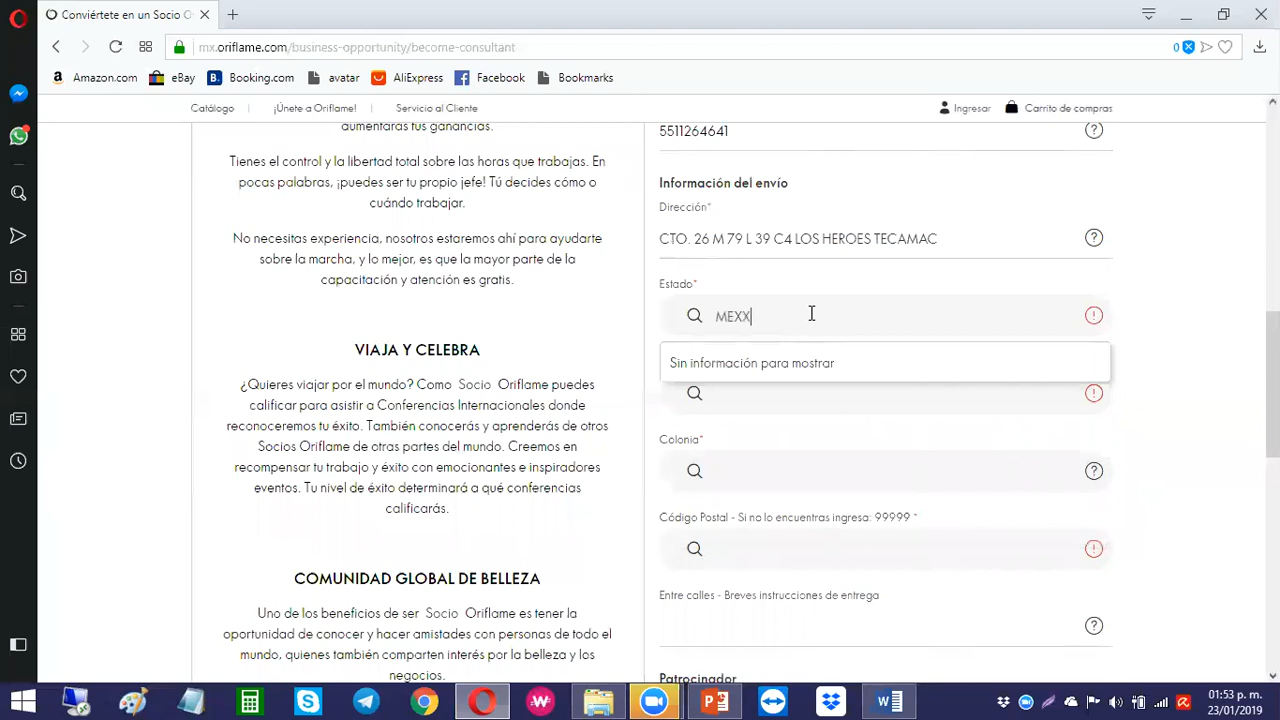 Conviértete en un Socio O
mx.oriflame.com/business-opportunity/become-consultant
0
Amazon.com
eBay
Booking.com
avatar
AliExpress
Facebook
Bookmarks
Catálogo
¡Únete a Oriflame!
Servicio al Cliente
Ingresar
Carrito de compras
aumentarás tus ganancias.
Tienes el control y la libertad total sobre las horas que trabajas. En
pocas palabras, ¡puedes ser tu propio jefe! Tú decides cómo o
cuándo trabajar.
No necesitas experiencia, nosotros estaremos ahí para ayudarte
sobre la marcha, y lo mejor, es que la mayor parte de la
capacitación y atención es gratis.
VIAJA Y CELEBRA
¿Quieres viajar por el mundo? Como Socio Oriflame puedes
calificar para asistir a Conferencias Internacionales donde
reconoceremos tu éxito. También conocerás y aprenderás de otros
Socios Oriflame de otras partes del mundo. Creemos en
recompensar tu trabajo y éxito con emocionantes e inspiradores
eventos. Tu nivel de éxito determinará a qué conferencias
calificarás.
COMUNIDAD GLOBAL DE BELLEZA
Uno de los beneficios de ser Socio Oriflame es tener la
oportunidad de conocer y hacer amistades con personas de todo el
mundo, quienes también comparten interés por la belleza y los
negocios.
5511264641
Información del envío
Dirección*
CTO. 26 M 79 L 39 C4 LOS HEROES TECAMAC
Estado*
MEXX
Sin información para mostrar
Colonia*
Código Postal - Si no lo encuentras ingresa: 99999 *
Entre calles - Breves instrucciones de entrega
Patrocinador
01:53 p. m.
23/01/2019